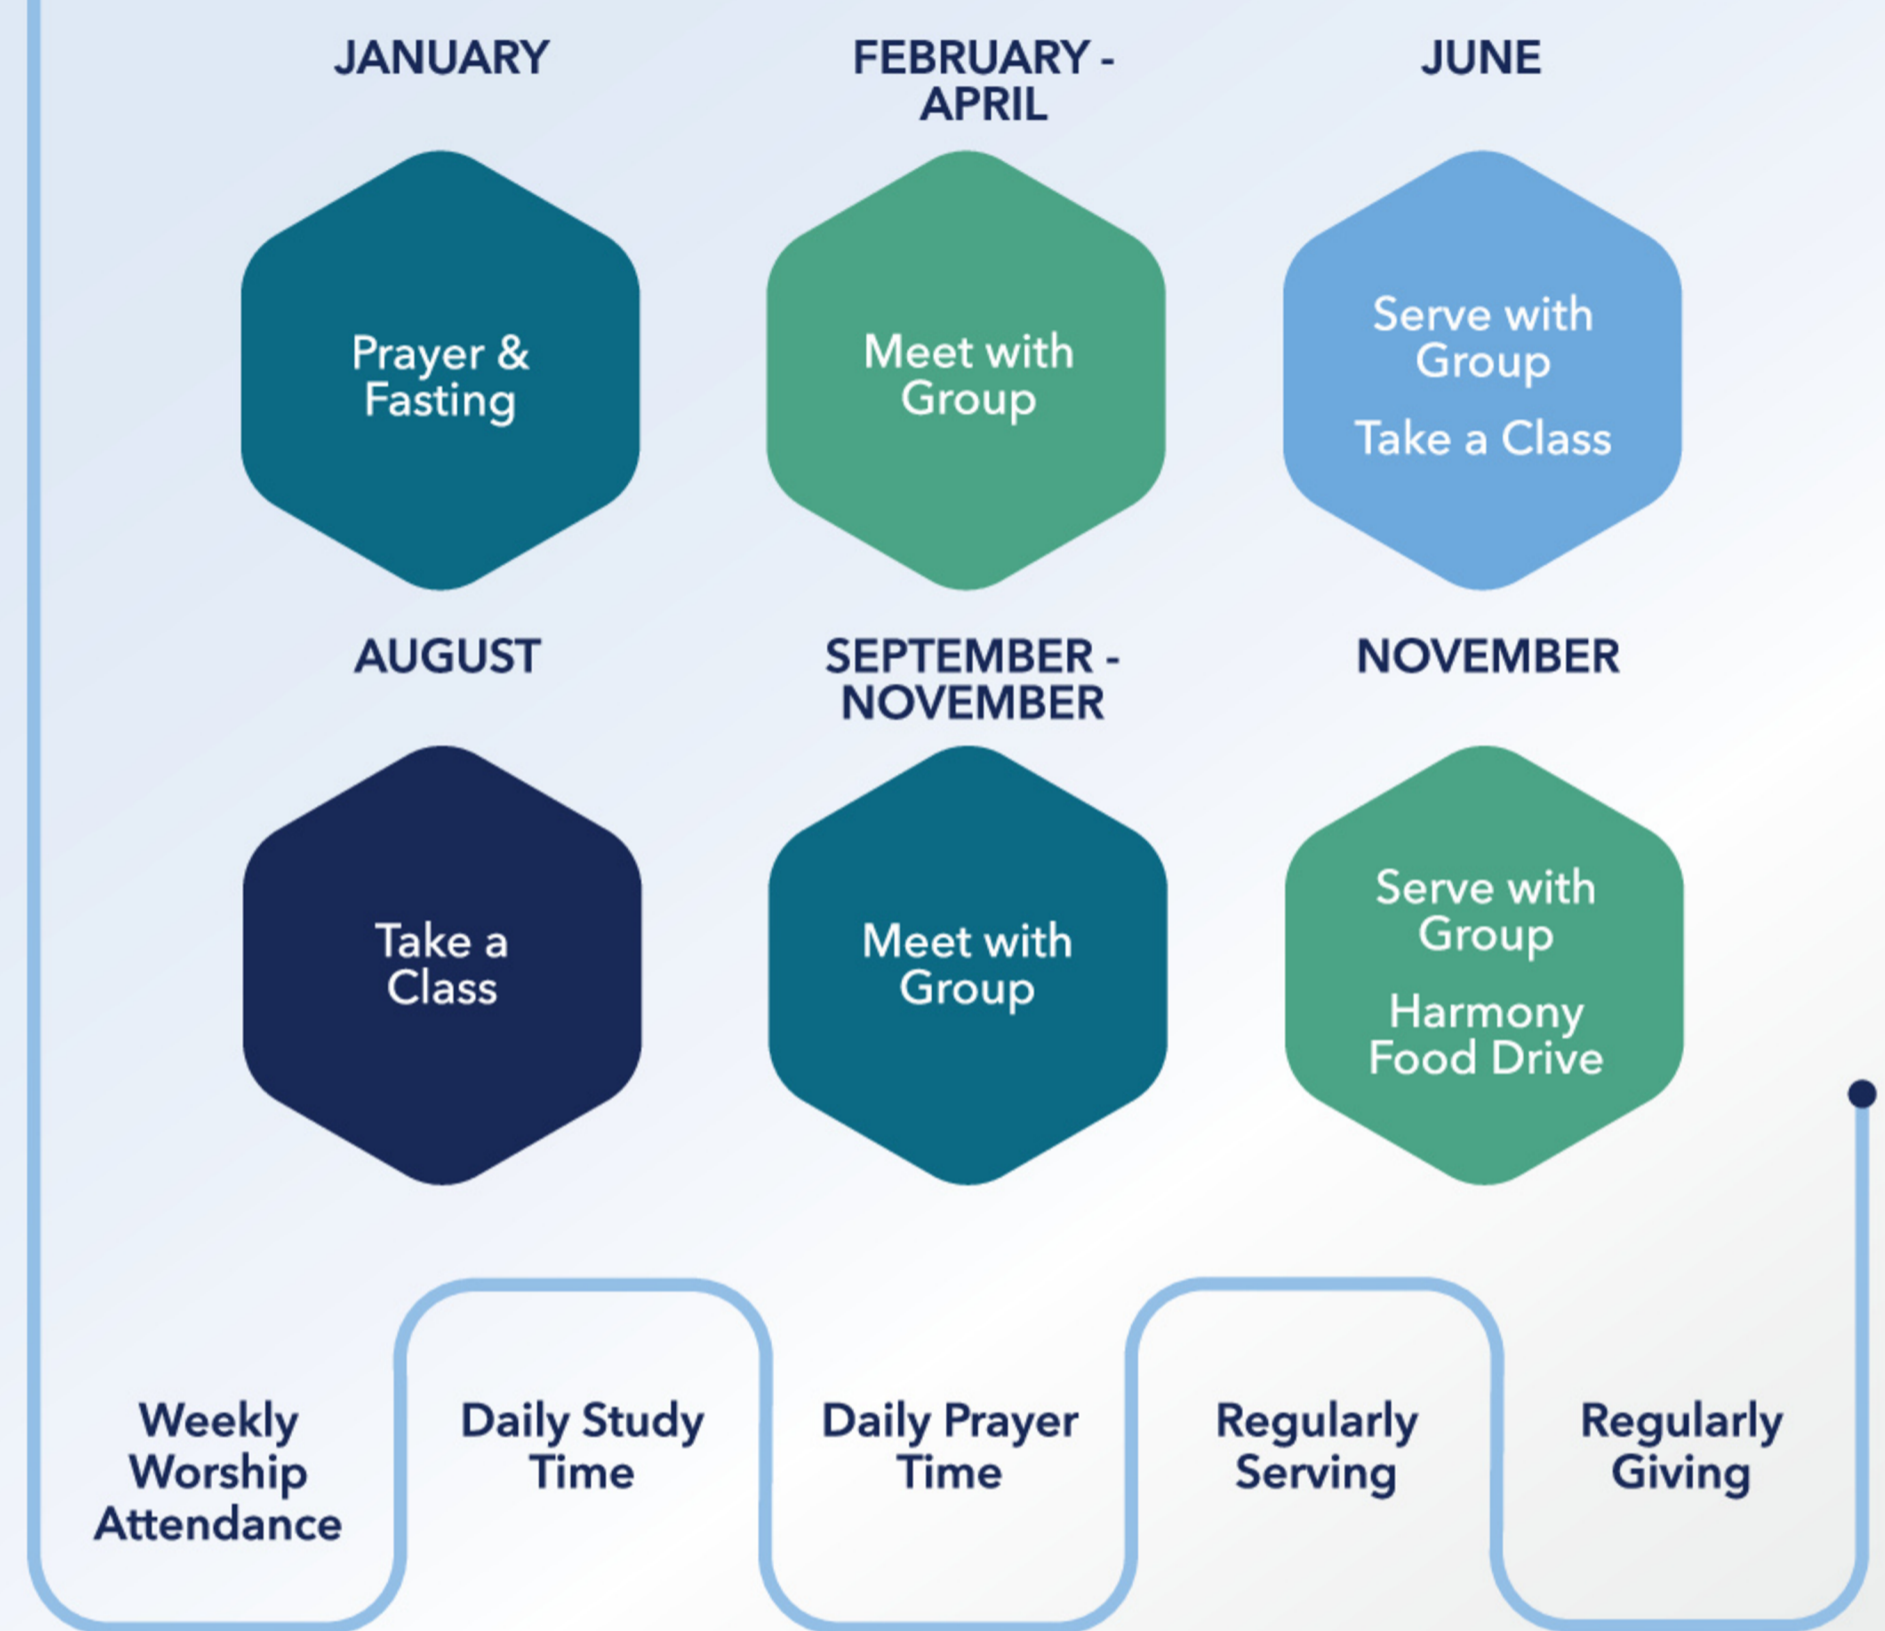 JANUARY
FEBRUARY -
APRIL
JUNE
Prayer &
Fasting
Meet with
Group
Serve with
Group
Take a Class
AUGUST
SEPTEMBER -
NOVEMBER
NOVEMBER
Take a
Class
Meet with
Group
Serve with
Group
Harmony
Food Drive
Weekly
Worship
Attendance
Daily Study
Time
Daily Prayer
Time
Regularly
Serving
Regularly
Giving